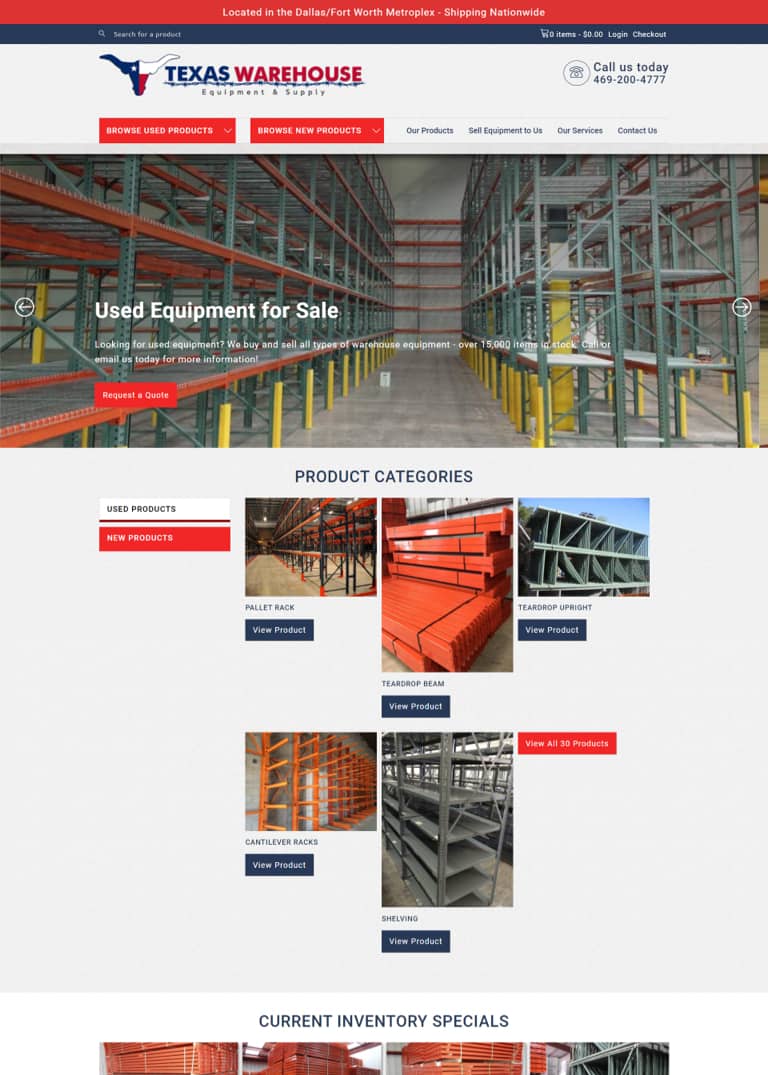 Located in the Dallas/Fort Worth Metroplex - Shipping Nationwide
Search for a product
0 items - $0.00 Login Checkout
TEXAS WAREHOUSE
Equipment & Supply
Call us today
469-200-4777
BROWSE USED PRODUCTS
BROWSE NEW PRODUCTS
Our Products
Sell Equipment to Us
Our Services
Contact Us
Used Equipment for Sale
Looking for used equipment? We buy and sell all types of warehouse equipment - over 15,000 items in stock. Call or
email us today for more information!
Request a Quote
PRODUCT CATEGORIES
USED PRODUCTS
NEW PRODUCTS
PALLET RACK
View Product
TEARDROP BEAM
View Product
TEARDROP UPRIGHT
View Product
CANTILEVER RACKS
View Product
SHELVING
View Product
View All 30 Products
CURRENT INVENTORY SPECIALS